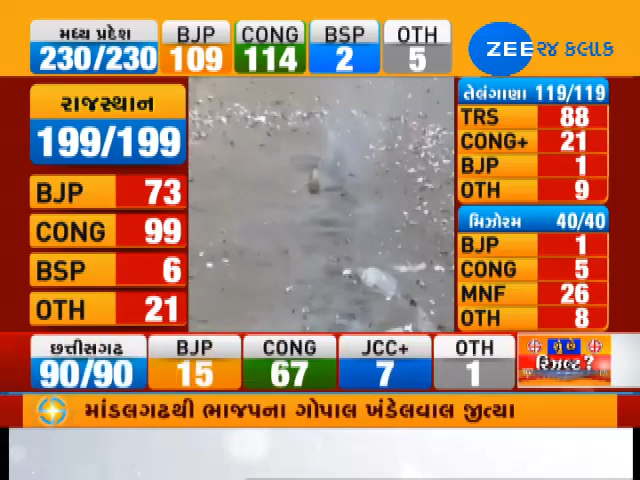 મધ્ય પ્રદેશ BJP CONG BSP OTH
230/230 109 114 2 5
ZEE ૨૪ કલાક
રાજસ્થાન
199/199
BJP 73
CONG 99
BSP 6
OTH 21
તેલંગાણા 119/119
TRS 88
CONG+ 21
BJP 1
OTH 9
મિઝોરમ 40/40
BJP 1
CONG 5
MNF 26
OTH 8
છત્તીસગઢ BJP CONG JCC+ OTH
90/90 15 67 7 1
શું છે
રિઝલ્ટ?
માંડલગઢથી ભાજપના ગોપાલ ખંડેલવાલ જીત્યા